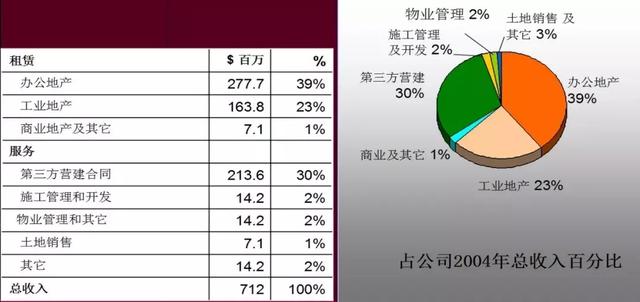 $ 百万 %
租赁
办公地产 277.7 39%
工业地产 163.8 23%
商业地产及其它 7.1 1%
服务
第三方营建合同 213.6 30%
施工管理和开发 14.2 2%
物业管理和其它 14.2 2%
土地销售 7.1 1%
其它 14.2 2%
总收入 712 100%
物业管理 2%
土地销售 及
其它 3%
施工管理
及开发 2%
第三方营建
30%
办公地产
39%
商业及其它 1%
工业地产 23%
占公司2004年总收入百分比